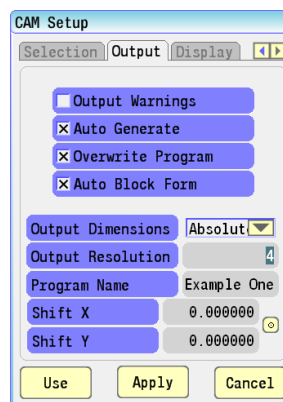 CAM Setup
Selection Output Display
Output Warnings
Auto Generate
Overwrite Program
Auto Block Form
Output Dimensions Absolut
Output Resolution 4
Program Name Example One
Shift X 0.000000
Shift Y 0.000000
Use Apply Cancel